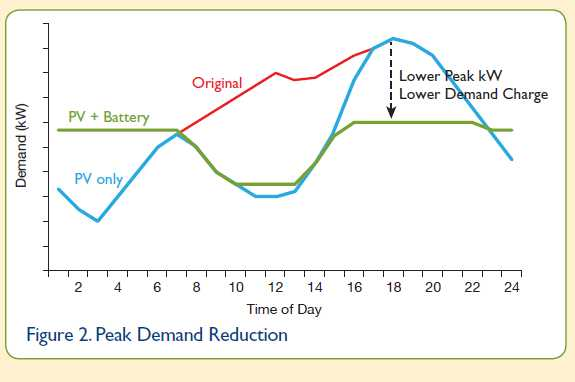 Original
Lower Peak kW
Lower Demand Charge
PV + Battery
PV only
Demand (kW)
2 4 6 8 10 12 14 16 18 20 22 24
Time of Day
Figure 2. Peak Demand Reduction